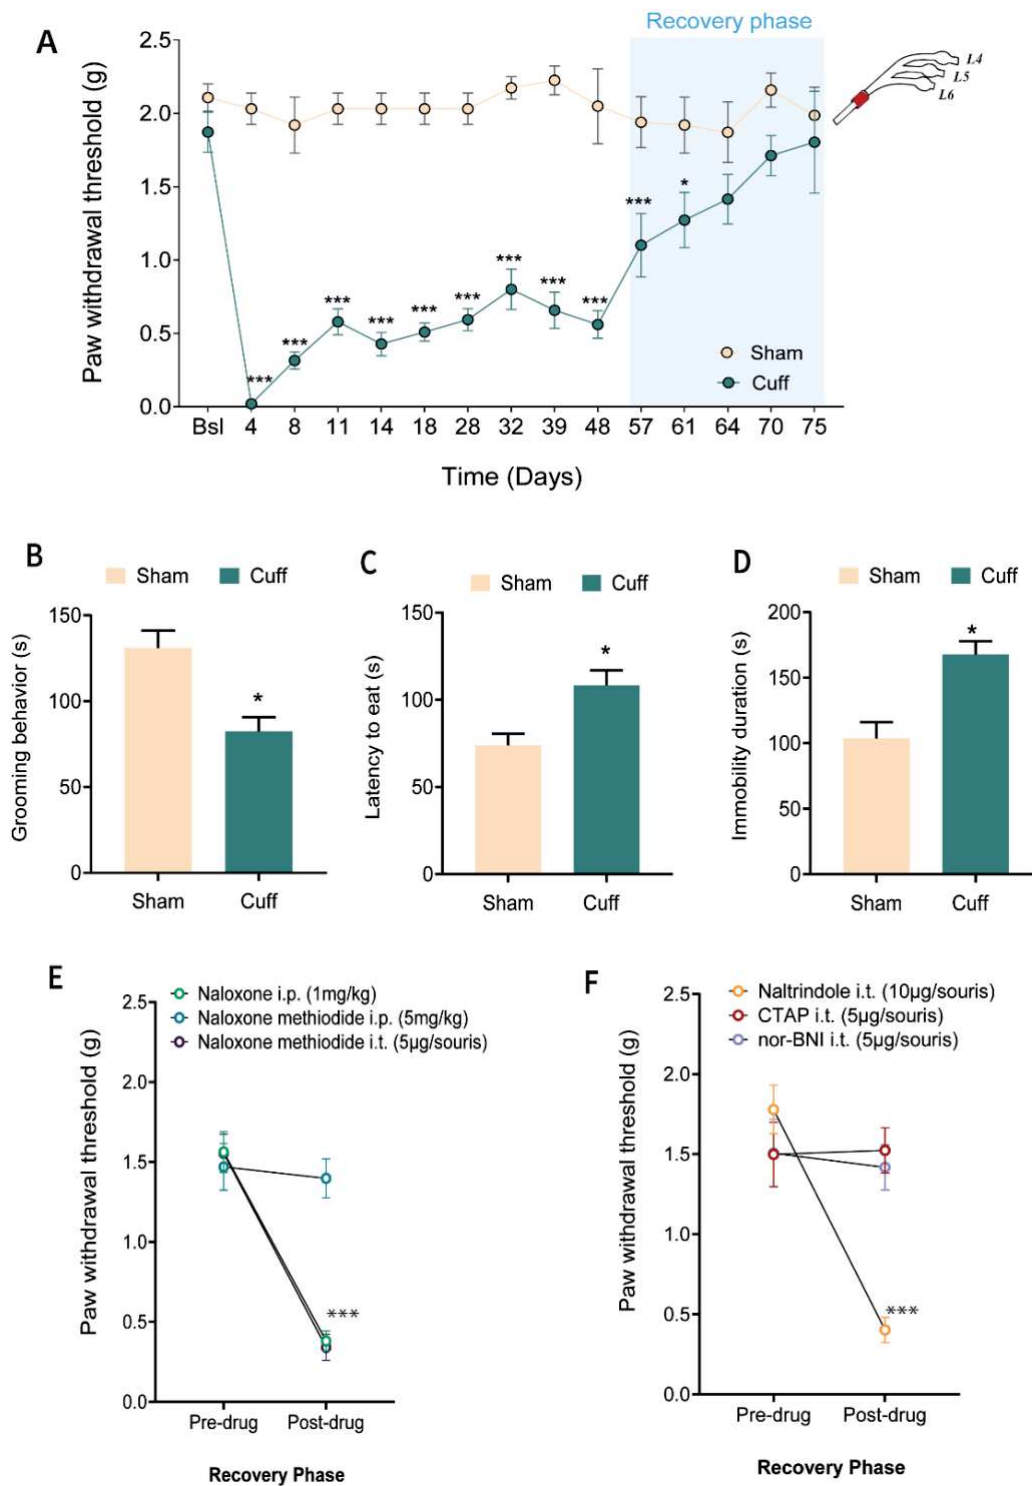 A
Recovery phase
Paw withdrawal threshold (g)
2.5
2.0
1.5
1.0
0.5
0.0
L4
L5
L6
***
***
***
***
***
***
***
***
***
***
*
Sham
Cuff
Bsl 4 8 11 14 18 28 32 39 48 57 61 64 70 75
Time (Days)
B
Sham Cuff
Grooming behavior (s)
150
100
50
0
*
Sham Cuff
C
Sham Cuff
Latency to eat (s)
150
100
50
0
*
Sham Cuff
D
Sham Cuff
Immobility duration (s)
200
150
100
50
0
*
Sham Cuff
E
Naloxone i.p. (1mg/kg)
Naloxone methiodide i.p. (5mg/kg)
Naloxone methiodide i.t. (5µg/souris)
Paw withdrawal threshold (g)
2.5
2.0
1.5
1.0
0.5
0.0
***
Pre-drug Post-drug
Recovery Phase
F
Naltrindole i.t. (10µg/souris)
CTAP i.t. (5µg/souris)
nor-BNI i.t. (5µg/souris)
Paw withdrawal threshold (g)
2.5
2.0
1.5
1.0
0.5
0.0
***
Pre-drug Post-drug
Recovery Phase